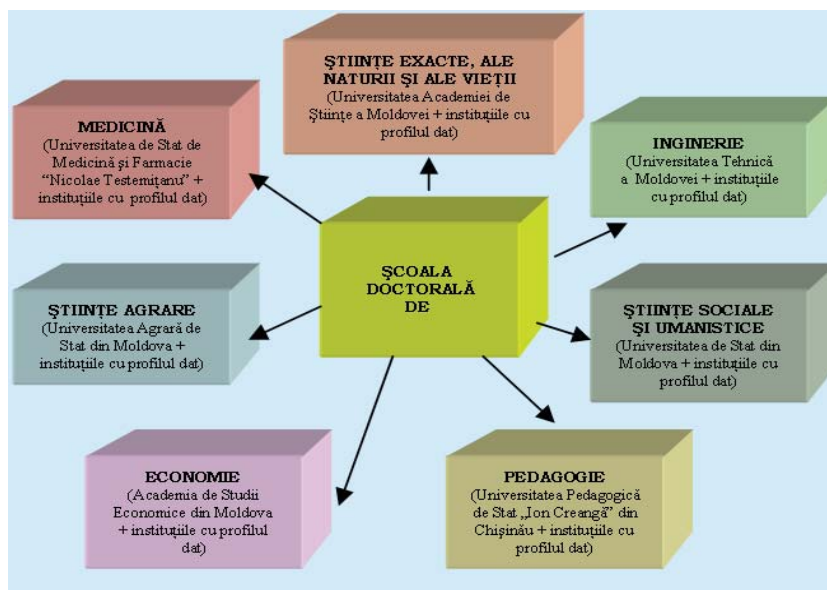 ŞTIINŢE EXACTE, ALE
NATURII ŞI ALE VIEŢII
(Universitatea Academiei de
Ştiinţe a Moldovei + instituţiile cu
profilul dat)
MEDICINĂ
(Universitatea de Stat de
Medicină şi Farmacie
“Nicolae Testemiţanu” +
instituţiile cu profilul dat)
INGINERIE
(Universitatea Tehnică
a Moldovei + instituţiile
cu profilul dat)
ŞCOALA
DOCTORALĂ
DE
ŞTIINŢE AGRARE
(Universitatea Agrară de
Stat din Moldova +
instituţiile cu profilul dat)
ŞTIINŢE SOCIALE
ŞI UMANISTICE
(Universitatea de Stat din
Moldova + instituţiile cu
profilul dat)
ECONOMIE
(Academia de Studii
Economice din Moldova
+ instituţiile cu profilul
dat)
PEDAGOGIE
(Universitatea Pedagogică
de Stat „Ion Creangă” din
Chişinău + instituţiile cu
profilul dat)